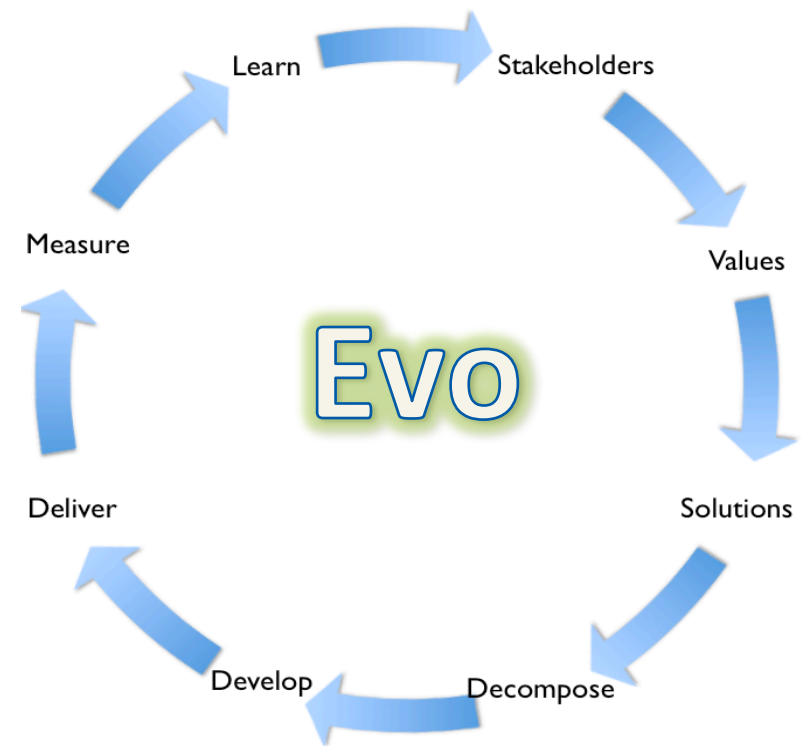 Learn
Stakeholders
Measure
Values
Evo
Deliver
Solutions
Develop
Decompose